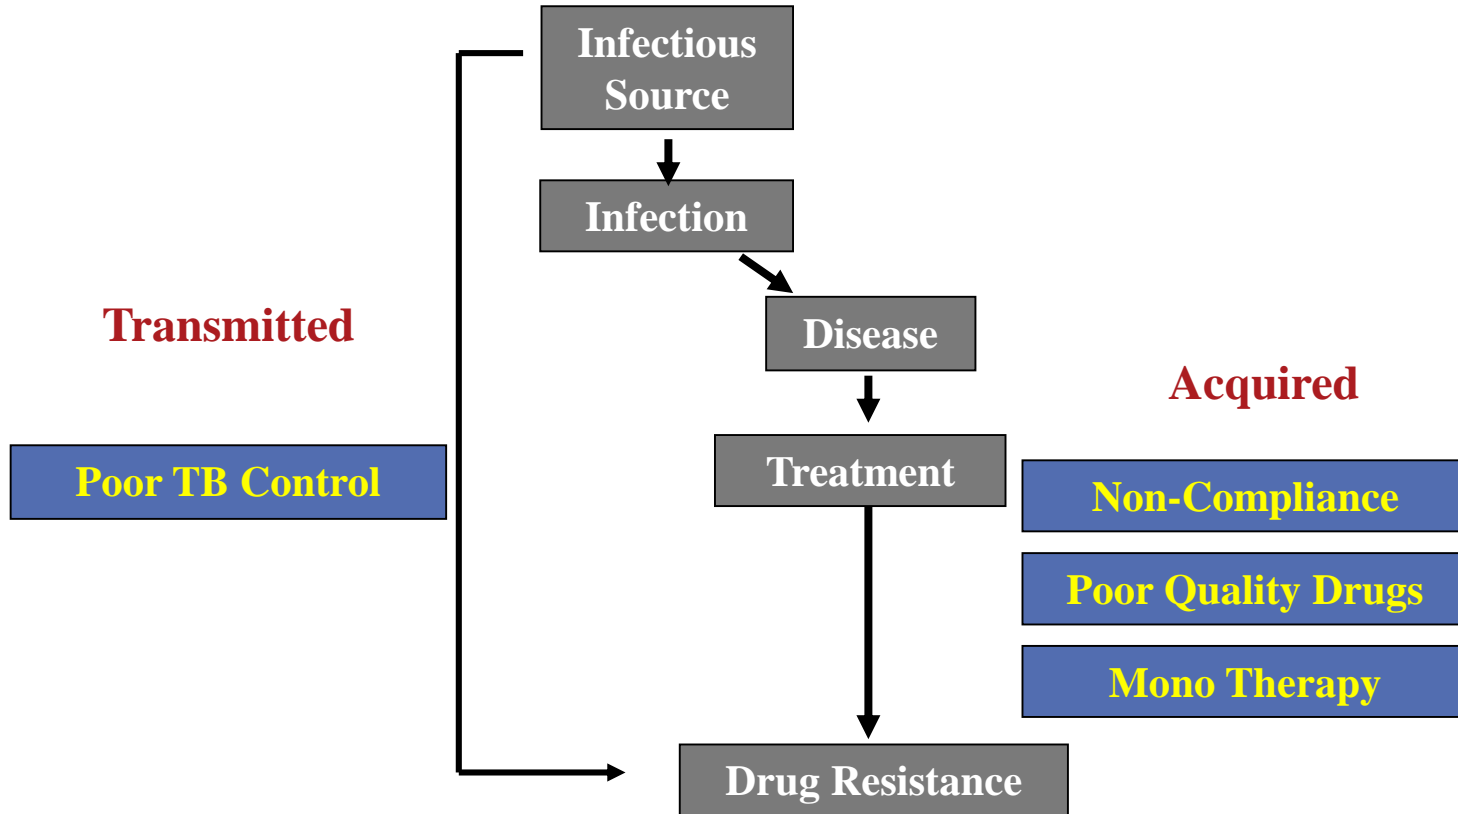 Infectious
Source
Infection
Transmitted
Disease
Acquired
Poor TB Control
Treatment
Non-Compliance
Poor Quality Drugs
Mono Therapy
Drug Resistance